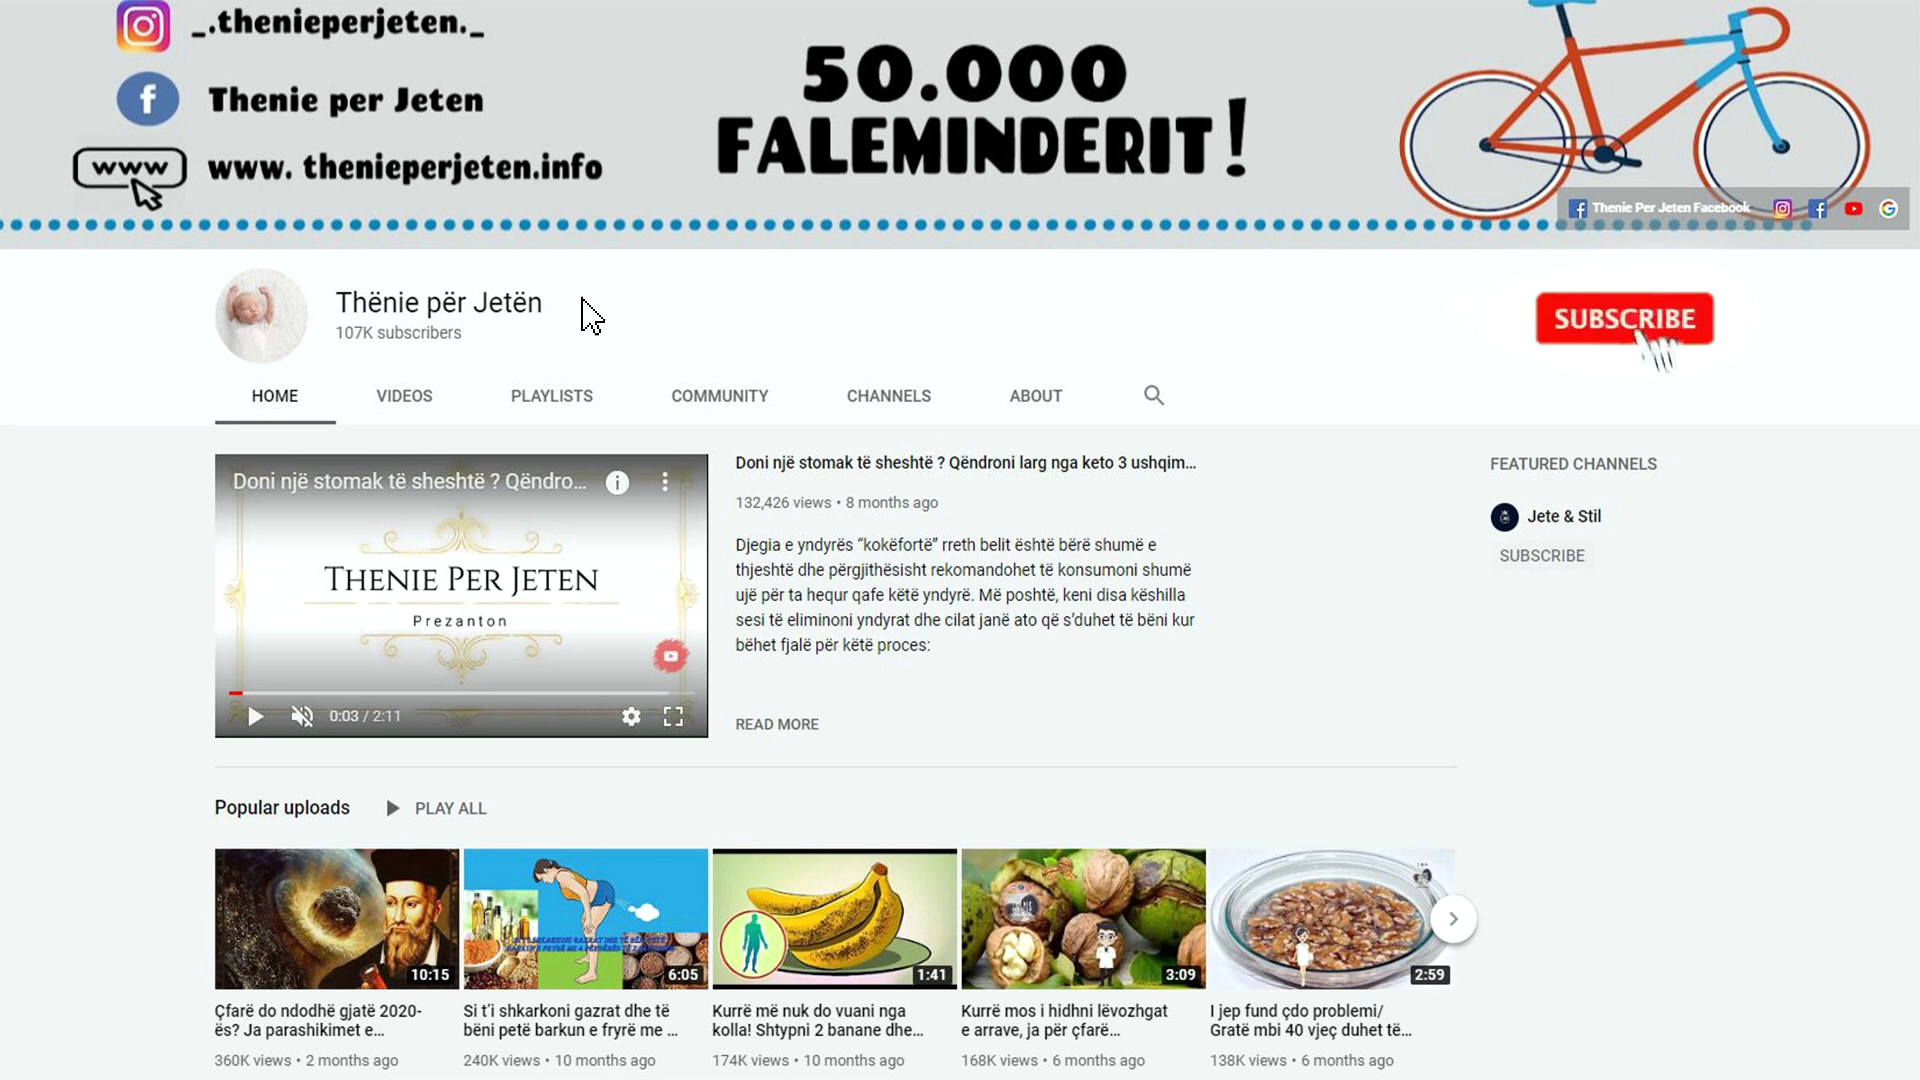 _.thenieperjeten._
Thenie per Jeten
www
www. thenieperjeten.info
50.000
FALEMINDERIT!
Thenie Per Jeten Facebook
Thënie për Jetën
107K subscribers
SUBSCRIBE
HOME
VIDEOS
PLAYLISTS
COMMUNITY
CHANNELS
ABOUT
Doni një stomak të sheshtë ? Qëndro...
THENIE PER JETEN
Prezanton
0:03 / 2:11
Doni një stomak të sheshtë ? Qëndroni larg nga keto 3 ushqim...
132,426 views • 8 months ago
Djegia e yndyrës “kokëfortë” rreth belit është bërë shumë e
thjeshtë dhe përgjithësisht rekomandohet të konsumoni shumë
ujë për ta hequr qafe këtë yndyrë. Më poshtë, keni disa këshilla
sesi të eliminoni yndyrat dhe cilat janë ato që s’duhet të bëni kur
bëhet fjalë për këtë proces:
READ MORE
FEATURED CHANNELS
Jete & Stil
SUBSCRIBE
Popular uploads
PLAY ALL
10:15
6:05
1:41
3:09
2:59
Çfarë do ndodhë gjatë 2020-
ës? Ja parashikimet e...
360K views • 2 months ago
Si t’i shkarkoni gazrat dhe të
bëni petë barkun e fryrë me ...
240K views • 10 months ago
Kurrë më nuk do vuani nga
kolla! Shtypni 2 banane dhe...
174K views • 10 months ago
Kurrë mos i hidhni lëvozhgat
e arrave, ja për çfarë...
168K views • 6 months ago
I jep fund çdo problemi/
Gratë mbi 40 vjeç duhet të...
138K views • 6 months ago